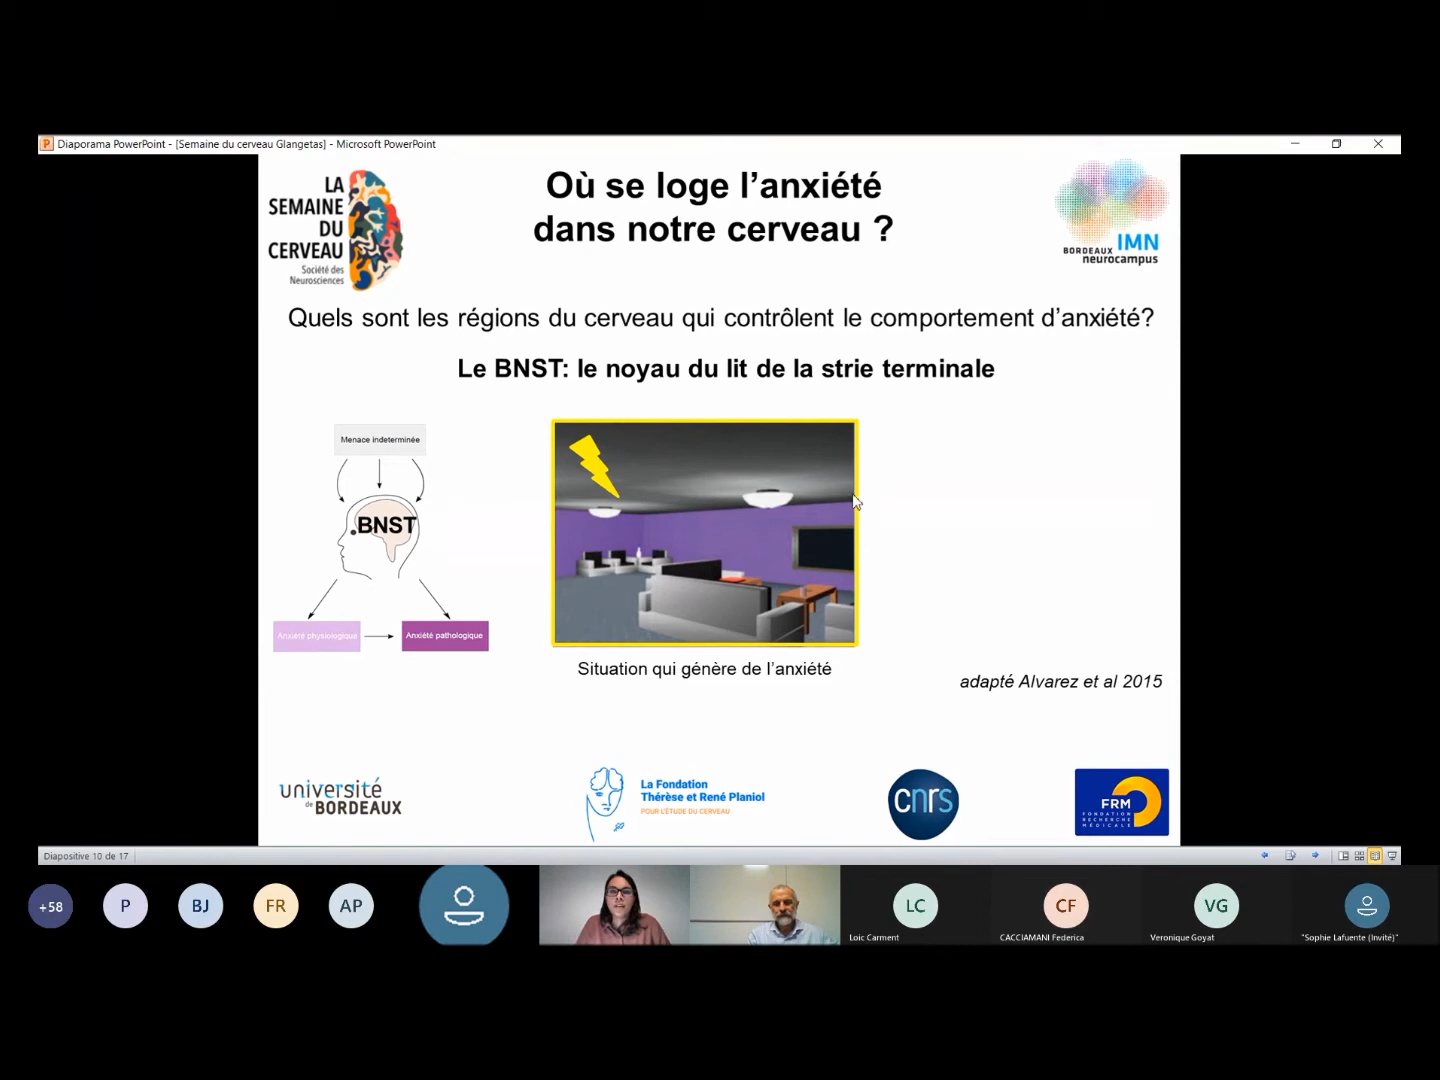 Diaporama PowerPoint - [Semaine du cerveau Glangetas] - Microsoft PowerPoint
LA
SEMAINE
DU
CERVEAU
Société des
Neurosciences
Où se loge l’anxiété
dans notre cerveau ?
BORDEAUX IMN
neurocampus
Quels sont les régions du cerveau qui contrôlent le comportement d’anxiété?
Le BNST: le noyau du lit de la strie terminale
Menace indeterminée
BNST
Anxiété physiologique
Anxiété pathologique
Situation qui génère de l’anxiété
adapté Alvarez et al 2015
université
de BORDEAUX
La Fondation
Thérèse et René Planiol
POUR L'ÉTUDE DU CERVEAU
cnrs
FRM
FONDATION
RECHERCHE
MÉDICALE
Diapositive 10 de 17
+58
P
BJ
FR
AP
LC
CF
VG
Loic Carment
CACCIAMANI Federica
Veronique Goyat
"Sophie Lafuente (Invité)"